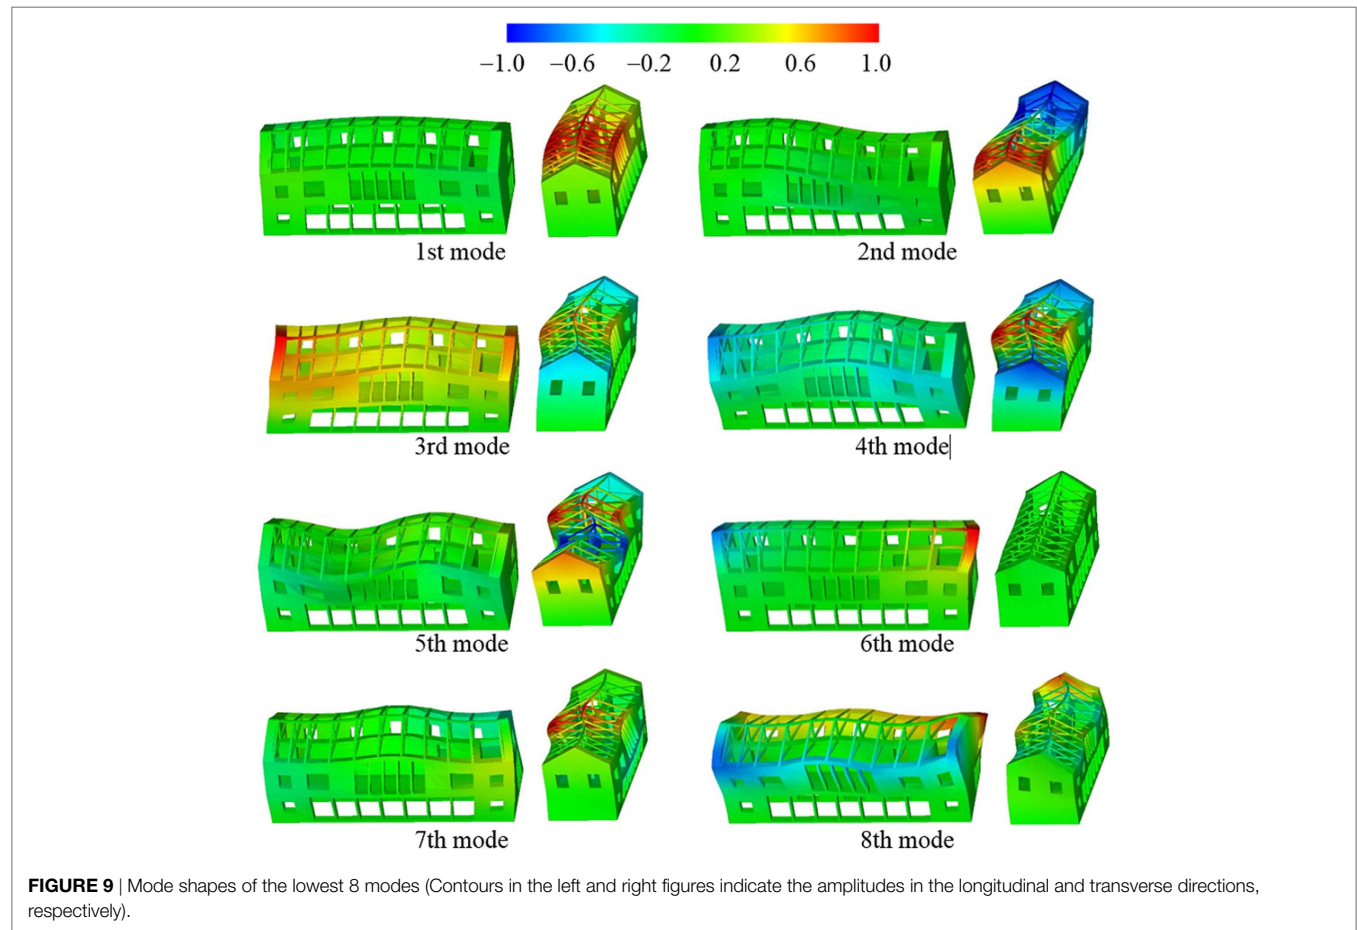 −1.0 −0.6 −0.2 0.2 0.6 1.0
1st mode 2nd mode
3rd mode 4th mode
5th mode 6th mode
7th mode 8th mode
FIGURE 9 | Mode shapes of the lowest 8 modes (Contours in the left and right figures indicate the amplitudes in the longitudinal and transverse directions,
respectively).